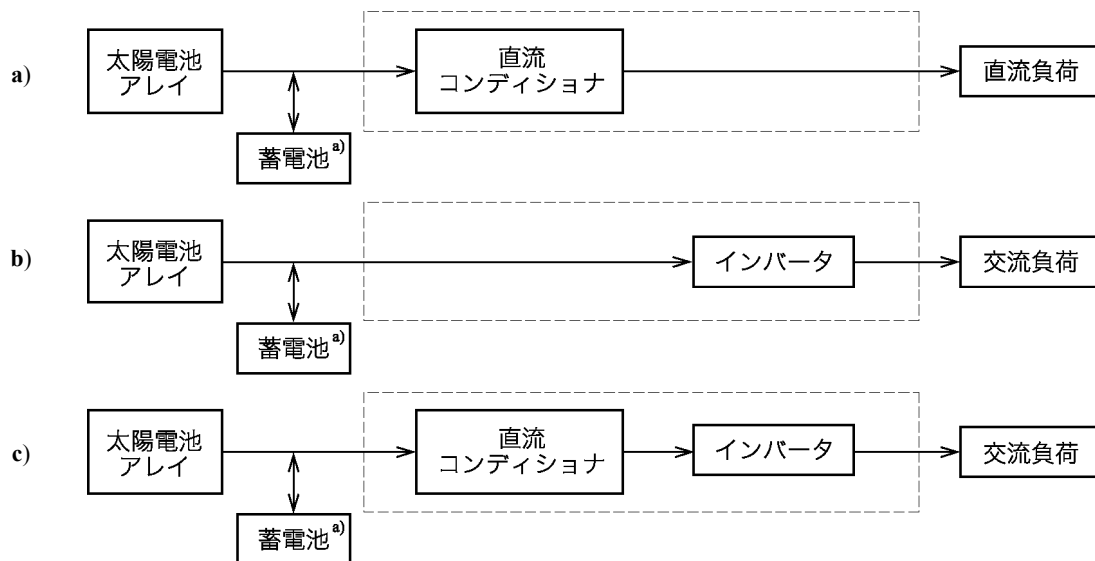 a)
太陽電池
アレイ
直流
コンディショナ
直流負荷
蓄電池a)
b)
太陽電池
アレイ
インバータ
交流負荷
蓄電池a)
c)
太陽電池
アレイ
直流
コンディショナ
インバータ
交流負荷
蓄電池a)